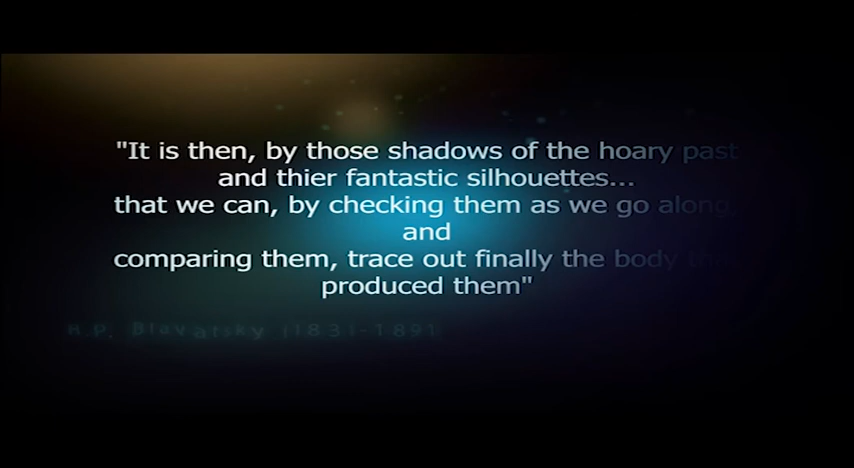 "It is then, by those shadows of the hoary past
and thier fantastic silhouettes...
that we can, by checking them as we go along
and
comparing them, trace out finally the body
produced them"
H.P. Blavatsky (1831-1891